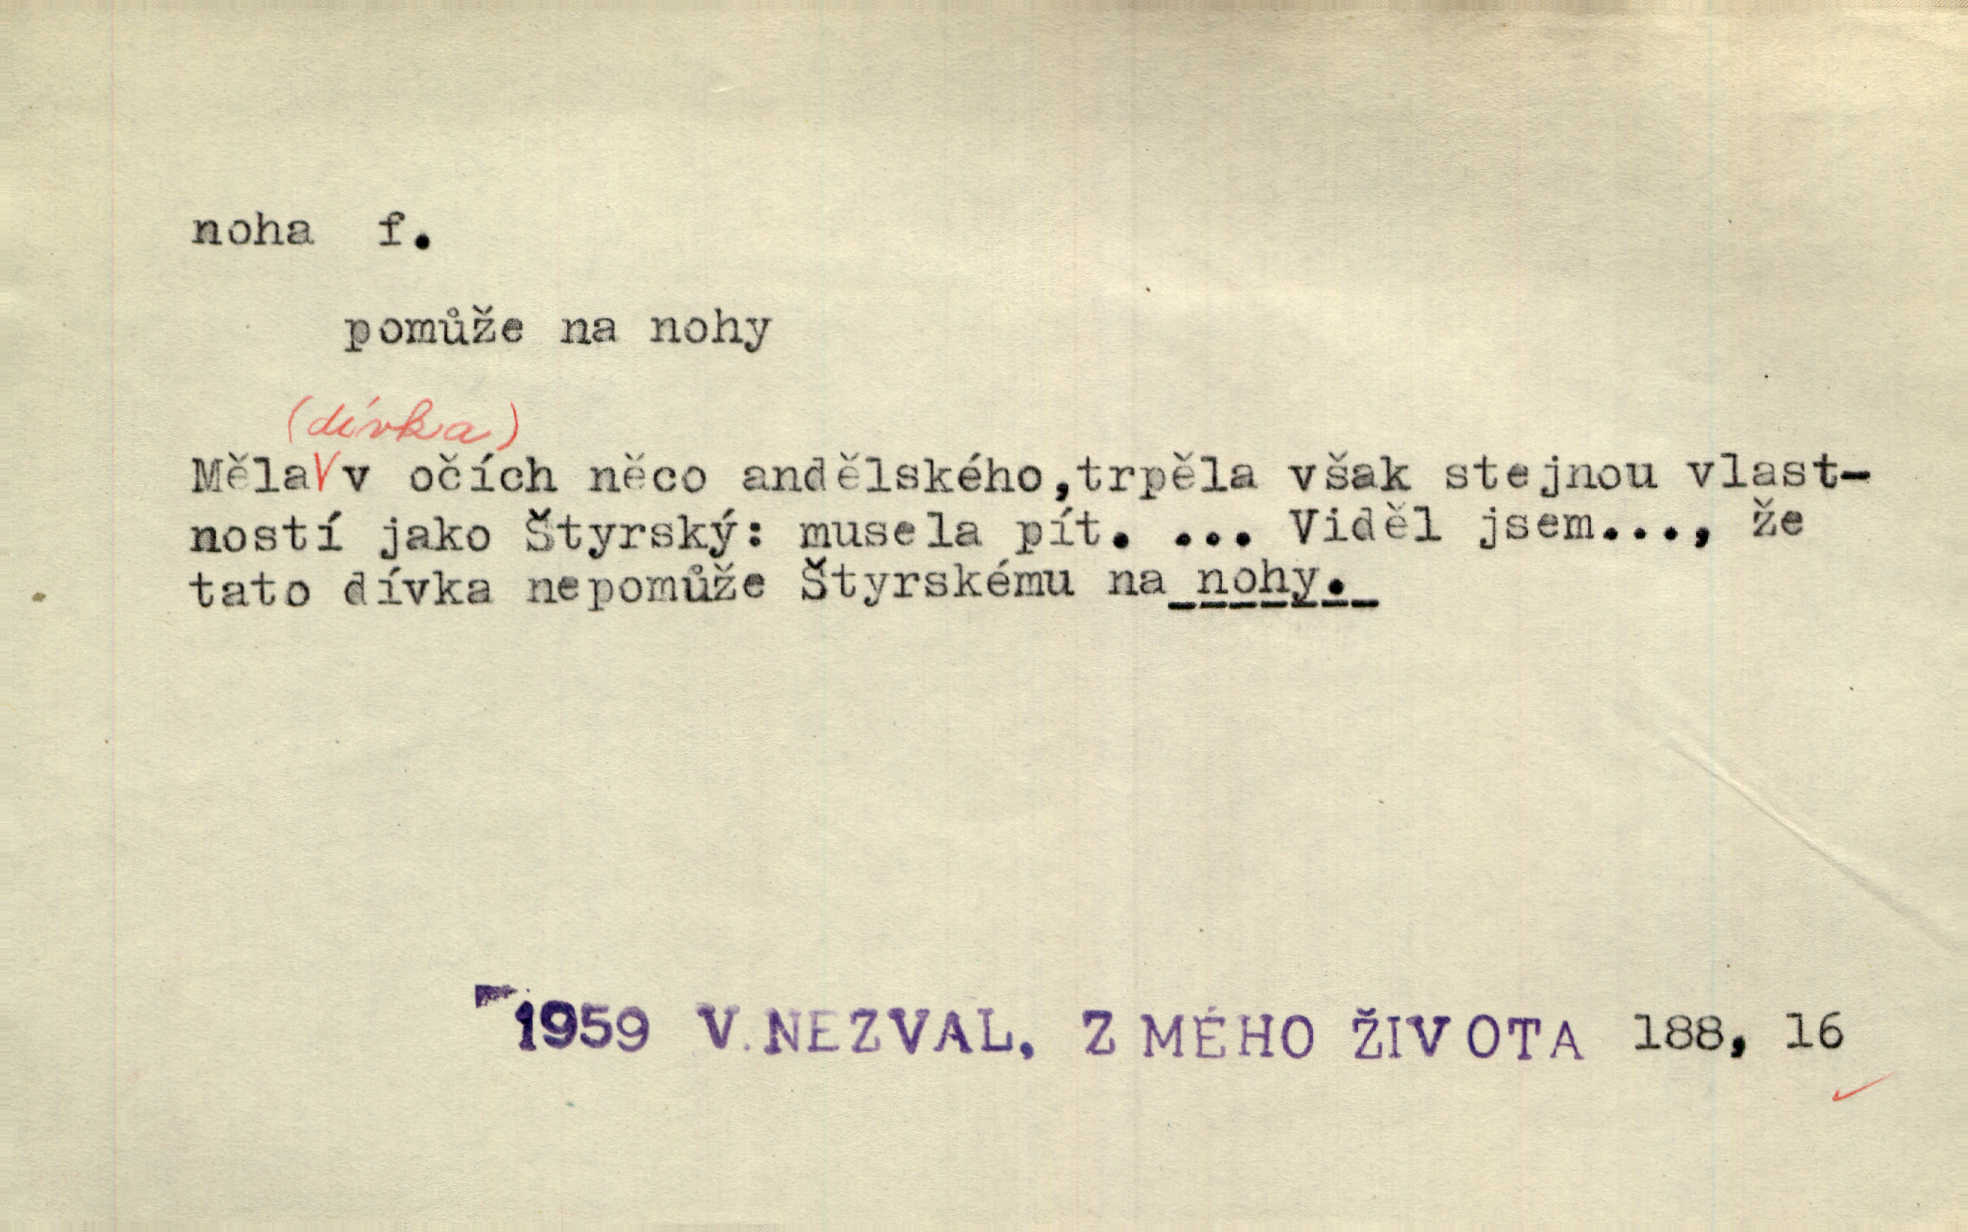 noha f.
pomůže na nohy
(dívka)
Měla V v očích něco andělského,trpěla však stejnou vlast-
ností jako Štyrský: musela pít. ... Viděl jsem..., že
tato dívka nepomůže Štyrskému na nohy.
1959 V. NEZVAL. Z MÉHO ŽIVOTA 188, 16